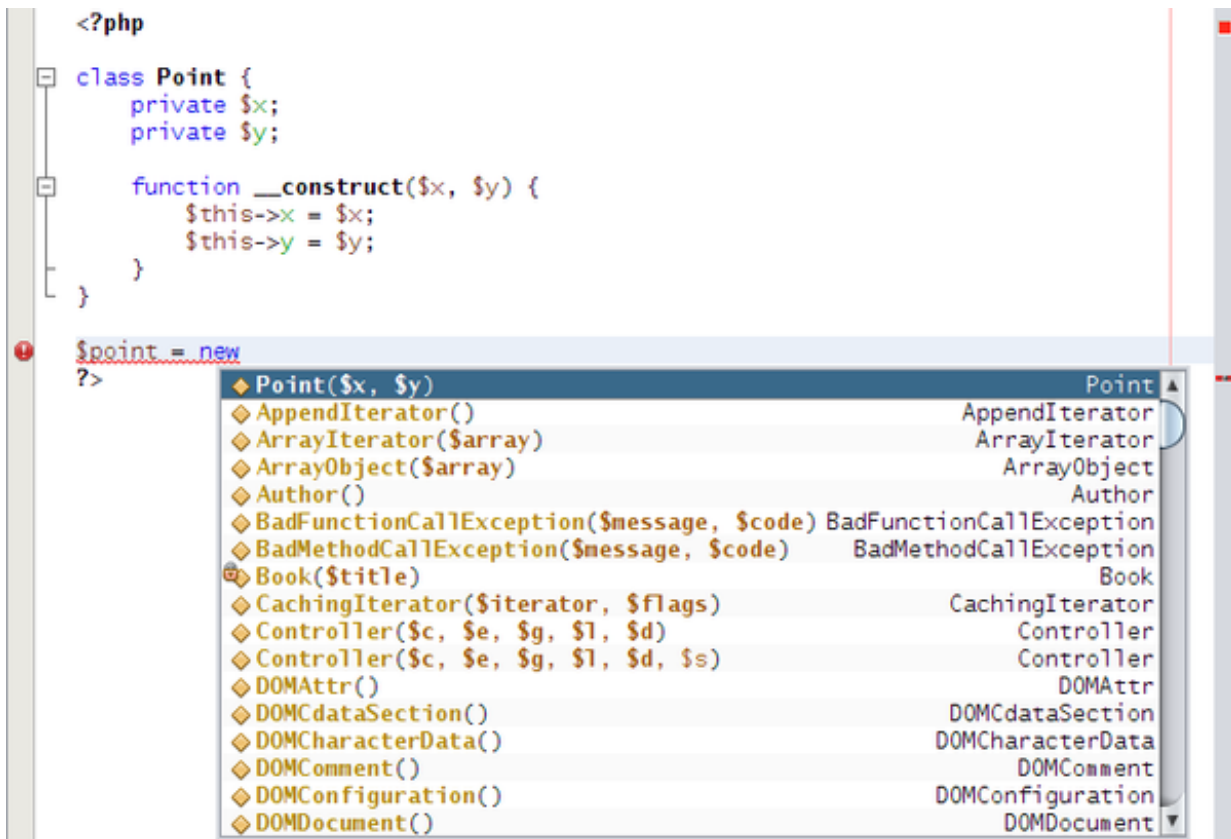 <?php
class Point {
private $x;
private $y;
function __construct($x, $y) {
$this->x = $x;
$this->y = $y;
}
}
$point = new
?>
Point($x, $y) Point
AppendIterator() AppendIterator
ArrayIterator($array) ArrayIterator
ArrayObject($array) ArrayObject
Author() Author
BadFunctionCallException($message, $code) BadFunctionCallException
BadMethodCallException($message, $code) BadMethodCallException
Book($title) Book
CachingIterator($iterator, $flags) CachingIterator
Controller($c, $e, $g, $l, $d) Controller
Controller($c, $e, $g, $l, $d, $s) Controller
DOMAttr() DOMAttr
DOMCdataSection() DOMCdataSection
DOMCharacterData() DOMCharacterData
DOMComment() DOMComment
DOMConfiguration() DOMConfiguration
DOMDocument() DOMDocument